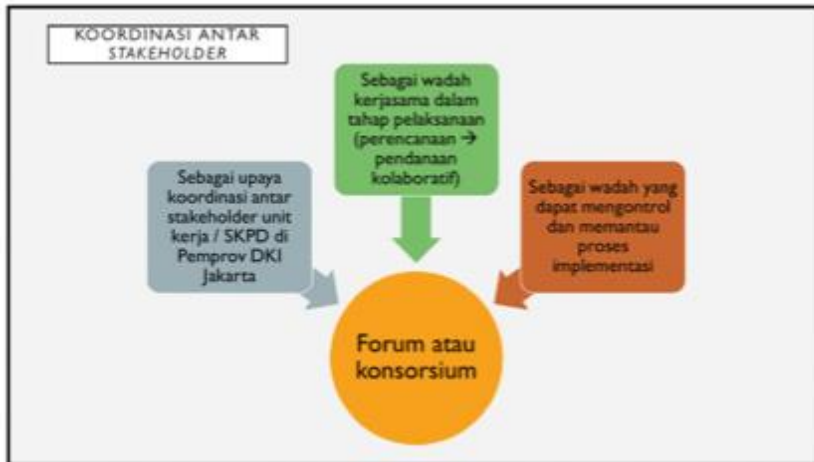 KOORDINASI ANTAR
STAKEHOLDER
Sebagai upaya
koordinasi antar
stakeholder unit
kerja / SKPD di
Pemprov DKI
Jakarta
Sebagai wadah
kerjasama dalam
tahap pelaksanaan
(perencanaan →
pendanaan
kolaboratif)
Sebagai wadah yang
dapat mengontrol
dan memantau
proses
implementasi
Forum atau
konsorsium